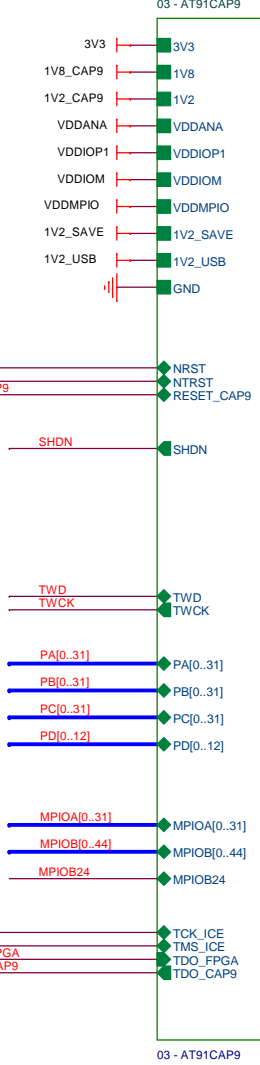 03 - AT91CAP9
3V3 3V3
1V8_CAP9 1V8
1V2_CAP9 1V2
VDDANA VDDANA
VDDIOP1 VDDIOP1
VDDIOM VDDIOM
VDDMPIO VDDMPIO
1V2_SAVE 1V2_SAVE
1V2_USB 1V2_USB
GND
NRST
NTRST
P9 RESET_CAP9
SHDN SHDN
TWD TWD
TWCK TWCK
PA[0..31] PA[0..31]
PB[0..31] PB[0..31]
PC[0..31] PC[0..31]
PD[0..12] PD[0..12]
MPIOA[0..31] MPIOA[0..31]
MPIOB[0..44] MPIOB[0..44]
MPIOB24 MPIOB24
TCK_ICE
TMS_ICE
PGA TDO_FPGA
AP9 TDO_CAP9
03 - AT91CAP9